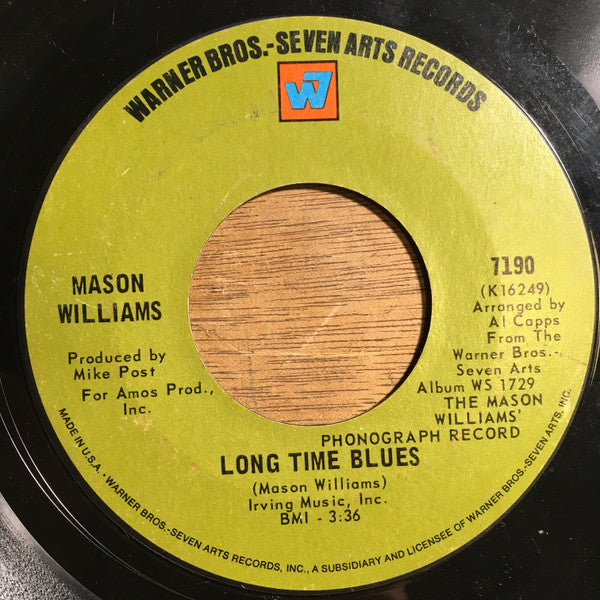 WARNER BROS.-SEVEN ARTS RECORDS
W7
MASON
WILLIAMS
Produced by
Mike Post
For Amos Prod.,
Inc.
7190
(K16249)
Arranged by
Al Capps
From The
Warner Bros.-
Seven Arts
Album WS 1729
THE MASON
WILLIAMS'
PHONOGRAPH RECORD
LONG TIME BLUES
(Mason Williams)
Irving Music, Inc.
BMI - 3:36
MADE IN U.S.A. • WARNER BROS.-SEVEN ARTS RECORDS, INC., A SUBSIDIARY AND LICENSEE OF WARNER BROS.-SEVEN ARTS, INC.